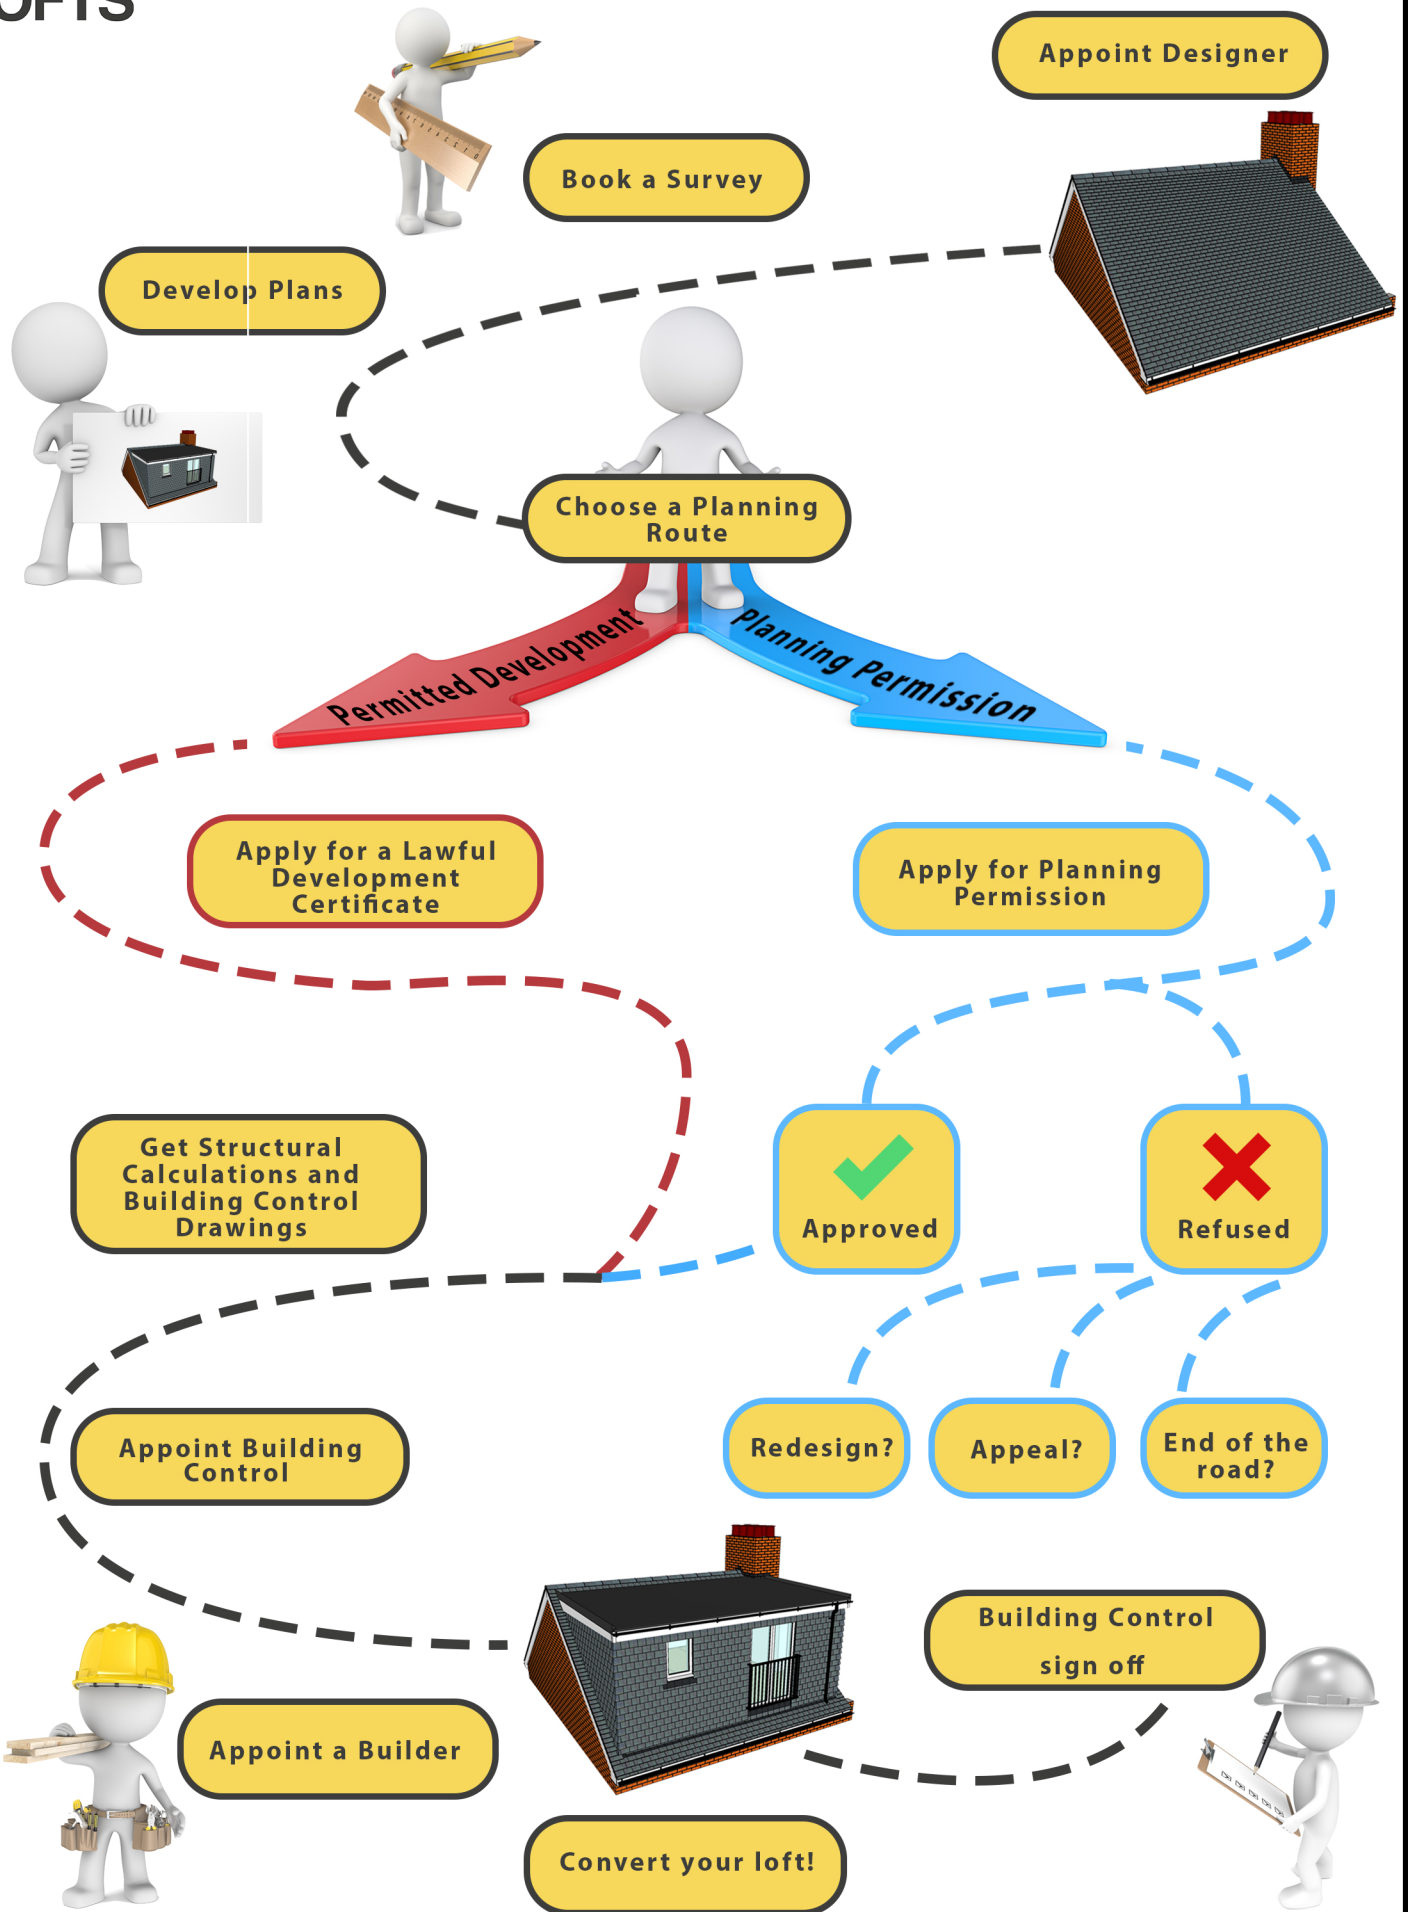 OFTS
Appoint Designer
Book a Survey
Develop Plans
Choose a Planning
Route
Permitted Development
Planning Permission
Apply for a Lawful
Development
Certificate
Apply for Planning
Permission
Get Structural
Calculations and
Building Control
Drawings
Approved
Refused
Appoint Building
Control
Redesign?
Appeal?
End of the
road?
Building Control
sign off
Appoint a Builder
Convert your loft!